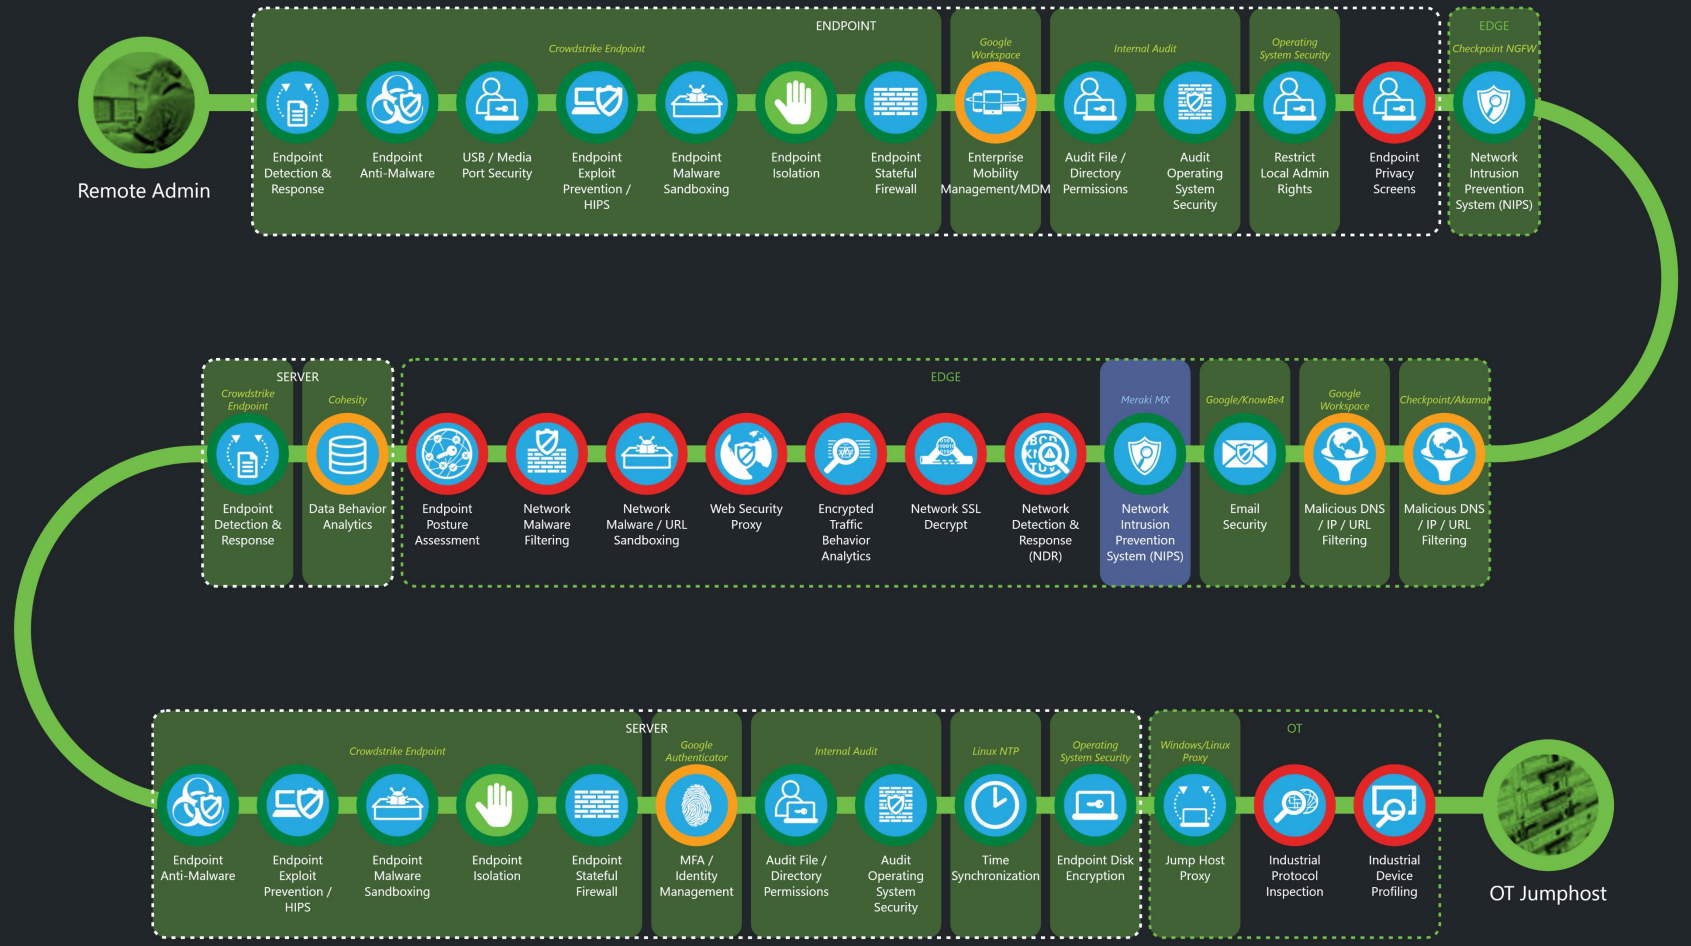 ENDPOINT
EDGE
Crowdstrike Endpoint
Google
Workspace
Internal Audit
Operating
System Security
Checkpoint NGFW
Remote Admin
Endpoint
Detection &
Response
Endpoint
Anti-Malware
USB / Media
Port Security
Endpoint
Exploit
Prevention /
HIPS
Endpoint
Malware
Sandboxing
Endpoint
Isolation
Endpoint
Stateful
Firewall
Enterprise
Mobility
Management/MDM
Audit File /
Directory
Permissions
Audit
Operating
System
Security
Restrict
Local Admin
Rights
Endpoint
Privacy
Screens
Network
Intrusion
Prevention
System (NIPS)
SERVER
EDGE
Crowdstrike
Endpoint
Cohesity
Meraki MX
Google/KnowBe4
Google
Workspace
Checkpoint/Akamai
Endpoint
Detection &
Response
Data Behavior
Analytics
Endpoint
Posture
Assessment
Network
Malware
Filtering
Network
Malware / URL
Sandboxing
Web Security
Proxy
Encrypted
Traffic
Behavior
Analytics
Network SSL
Decrypt
Network
Detection &
Response
(NDR)
Network
Intrusion
Prevention
System (NIPS)
Email
Security
Malicious DNS
/ IP / URL
Filtering
Malicious DNS
/ IP / URL
Filtering
SERVER
OT
Crowdstrike Endpoint
Google
Authenticator
Internal Audit
Linux NTP
Operating
System Security
Windows/Linux
Proxy
Endpoint
Anti-Malware
Endpoint
Exploit
Prevention /
HIPS
Endpoint
Malware
Sandboxing
Endpoint
Isolation
Endpoint
Stateful
Firewall
MFA /
Identity
Management
Audit File /
Directory
Permissions
Audit
Operating
System
Security
Time
Synchronization
Endpoint Disk
Encryption
Jump Host
Proxy
Industrial
Protocol
Inspection
Industrial
Device
Profiling
OT Jumphost